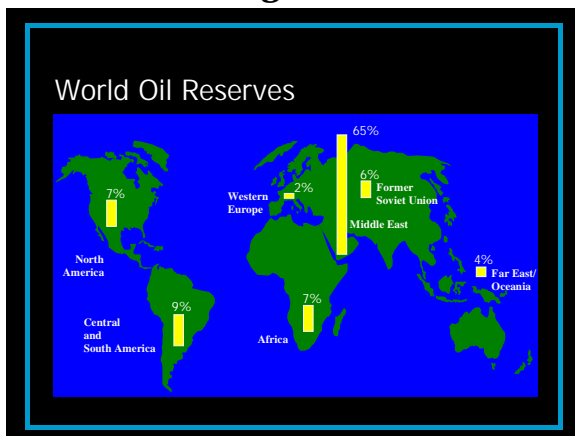 World Oil Reserves
65%
7%
Western
Europe
2%
6%
Former
Soviet Union
Middle East
North
America
4%
Far East/
Oceania
9%
Central
and
South America
7%
Africa